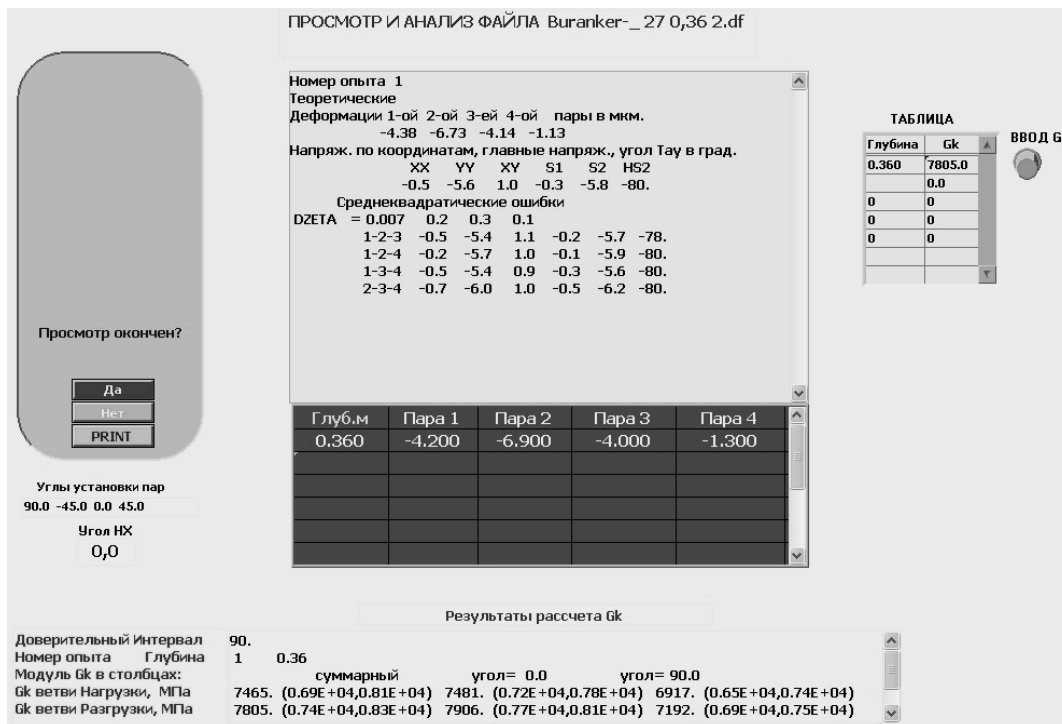 ПРОСМОТР И АНАЛИЗ ФАЙЛА Buranker-_ 27 0,36 2.df
Номер опыта 1
Теоретические
Деформации 1-ой 2-ой 3-ей 4-ой пары в мкм.
-4.38 -6.73 -4.14 -1.13
Напряж. по координатам, главные напряж., угол Тау в град.
XX YY XY S1 S2 HS2
-0.5 -5.6 1.0 -0.3 -5.8 -80.
Среднеквадратические ошибки
DZETA = 0.007 0.2 0.3 0.1
1-2-3 -0.5 -5.4 1.1 -0.2 -5.7 -78.
1-2-4 -0.2 -5.7 1.0 -0.1 -5.9 -80.
1-3-4 -0.5 -5.4 0.9 -0.3 -5.6 -80.
2-3-4 -0.7 -6.0 1.0 -0.5 -6.2 -80.
ТАБЛИЦА
ВВОД G
Глубина Gk
0.360 7805.0
0.0
0 0
0 0
0 0
Просмотр окончен?
Да
Нет
PRINT
Глуб.м Пара 1 Пара 2 Пара 3 Пара 4
0.360 -4.200 -6.900 -4.000 -1.300
Углы установки пар
90.0 -45.0 0.0 45.0
Угол НХ
0,0
Результаты рассчета Gk
Доверительный Интервал 90.
Номер опыта Глубина 1 0.36
Модуль Gk в столбцах: суммарный угол= 0.0 угол= 90.0
Gk ветви Нагрузки, МПа 7465. (0.69E+04,0.81E+04) 7481. (0.72E+04,0.78E+04) 6917. (0.65E+04,0.74E+04)
Gk ветви Разгрузки, МПа 7805. (0.74E+04,0.83E+04) 7906. (0.77E+04,0.81E+04) 7192. (0.69E+04,0.75E+04)